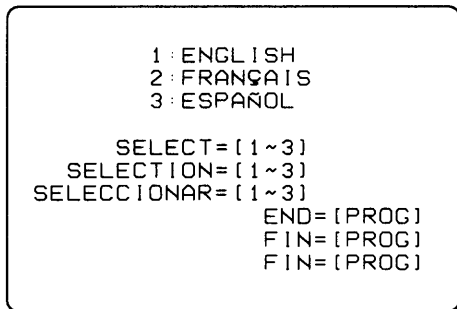 1:ENGLISH
2:FRANÇAIS
3:ESPAÑOL
SELECT=[1~3]
SELECTION=[1~3]
SELECCIONAR=[1~3]
END=[PROG]
FIN=[PROG]
FIN=[PROG]